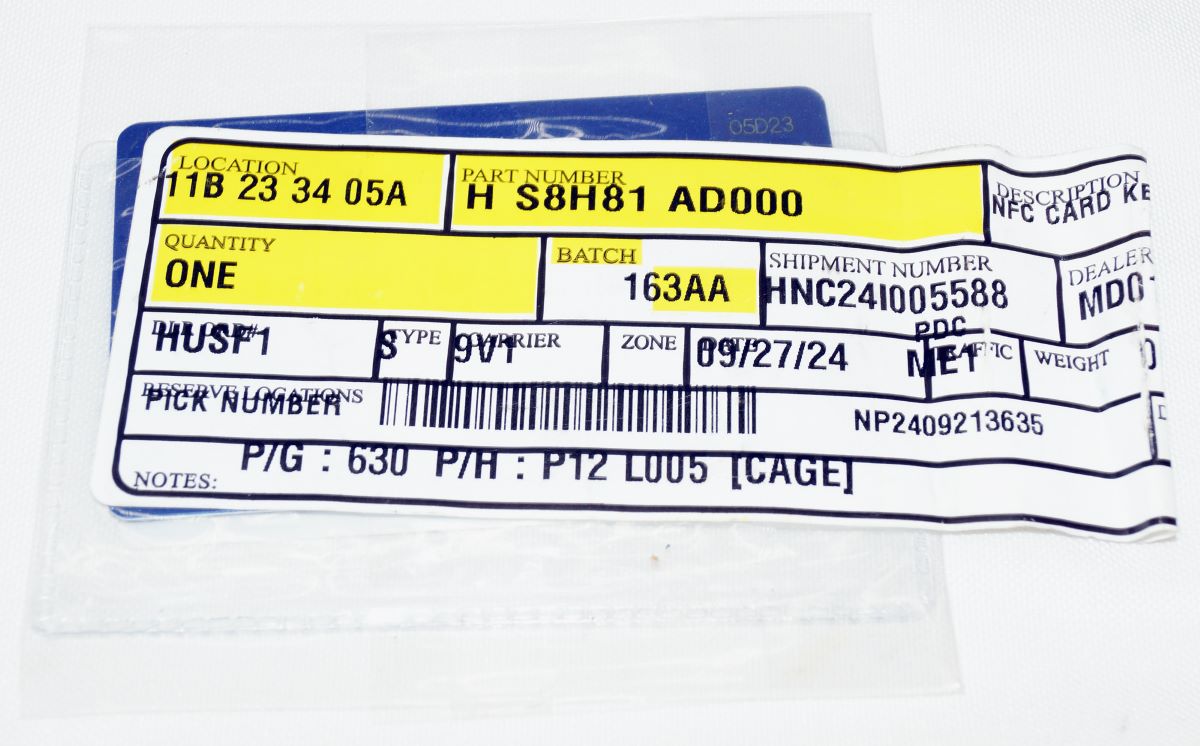 05D23
LOCATION
11B 23 34 05A
PART NUMBER
H S8H81 AD000
DESCRIPTION
NFC CARD KE
QUANTITY
ONE
BATCH
163AA
SHIPMENT NUMBER
HNC24I005588
DEALER
PDC
HUSF1
TYPE
S
CARRIER
9V1
ZONE
DATE
09/27/24
ME1
WEIGHT
RESERVE LOCATIONS
PICK NUMBER
NP2409213635
P/G : 630 P/H : P12 L005 [CAGE]
NOTES: